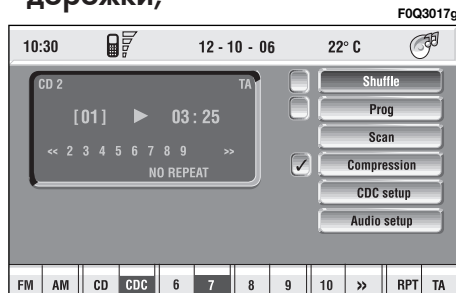 дорожки,
F0Q3017g
10:30 12 - 10 - 06 22° C
CD 2 TA
[01] 03 : 25
<< 2 3 4 5 6 7 8 9 >>
NO REPEAT
Shuffle
Prog
Scan
Compression
CDC setup
Audio setup
FM AM CD CDC 6 7 8 9 10 >> RPT TA